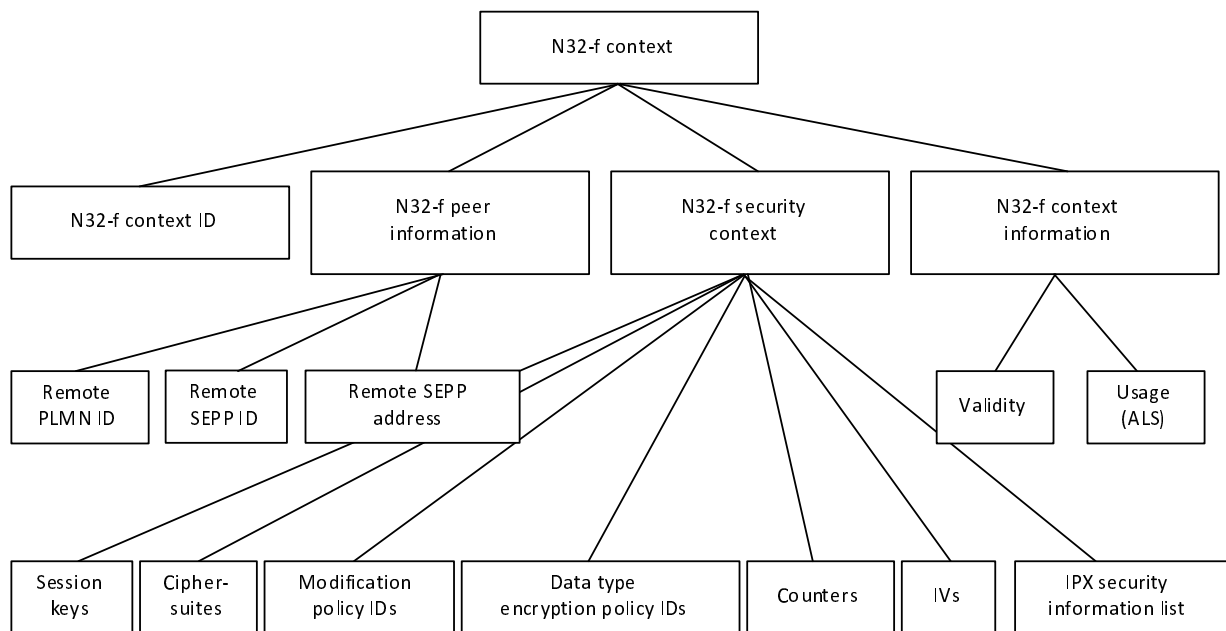 N32-f context
N32-f context ID
N32-f peer
information
N32-f security
context
N32-f context
information
Remote
PLMN ID
Remote
SEPP ID
Remote SEPP
address
Validity
Usage
(ALS)
Session
keys
Cipher-
suites
Modification
policy IDs
Data type
encryption policy IDs
Counters
IVs
IPX security
information list